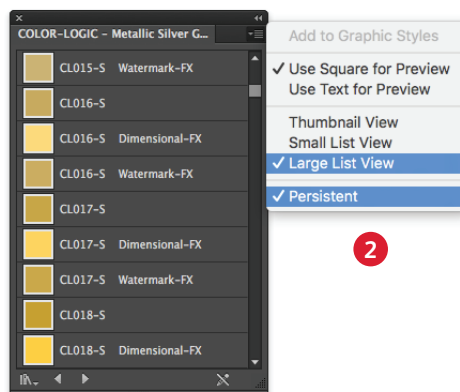 COLOR-LOGIC - Metallic Silver G...
CL015-S Watermark-FX
CL016-S
CL016-S Dimensional-FX
CL016-S Watermark-FX
CL017-S
CL017-S Dimensional-FX
CL017-S Watermark-FX
CL018-S
CL018-S Dimensional-FX
Add to Graphic Styles
✓ Use Square for Preview
Use Text for Preview
Thumbnail View
Small List View
✓ Large List View
✓ Persistent
2